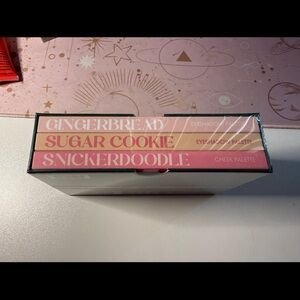 GINGERBREAD
SUGAR COOKIE EYESHADOW PALETTE
SNICKERDOODLE CHEEK PALETTE